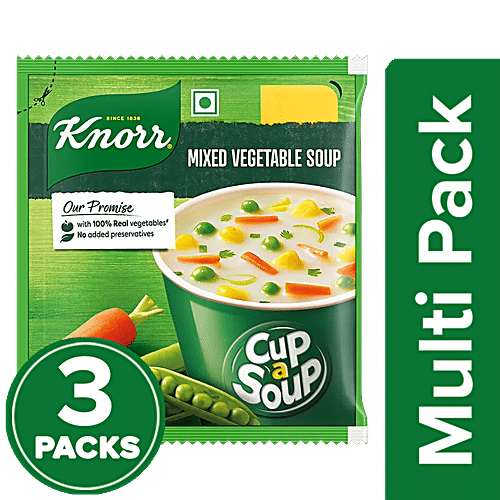 SINCE 1838
Knorr®
MIXED VEGETABLE SOUP
Our Promise
with 100% Real vegetables#
No added preservatives
Cup
a
Soup
3
PACKS
Multi Pack